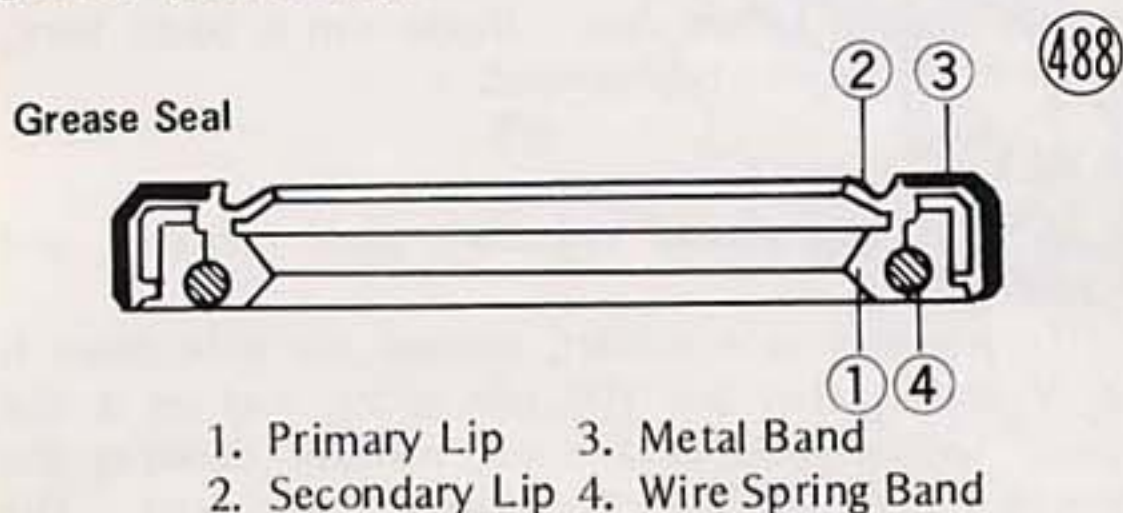 488
Grease Seal
2 3
1 4
1. Primary Lip 3. Metal Band
2. Secondary Lip 4. Wire Spring Band